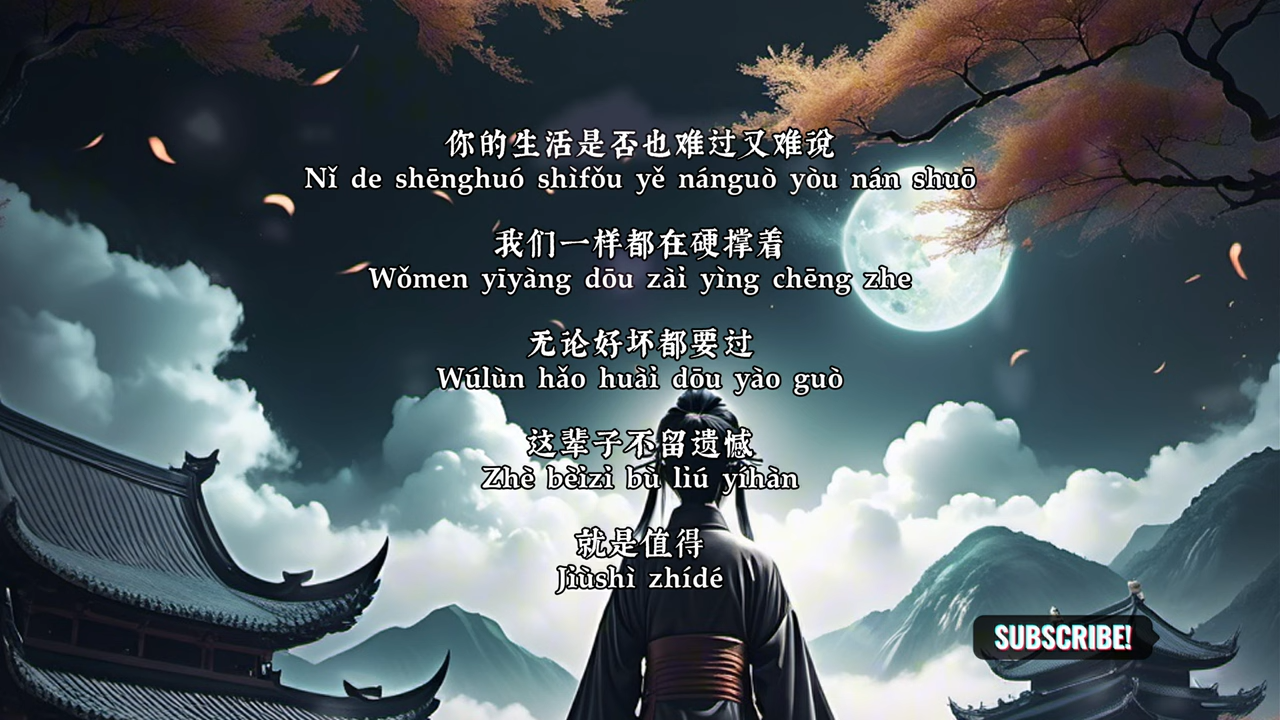 你的生活是否也难过又难说
Nǐ de shēnghuó shìfǒu yě nánguò yòu nán shuō
我们一样都在硬撑着
Wǒmen yīyàng dōu zài yìng chēng zhe
无论好坏都要过
Wúlùn hǎo huài dōu yào guò
这辈子不留遗憾
Zhè bèizi bù liú yíhàn
就是值得
Jiùshì zhídé
SUBSCRIBE!